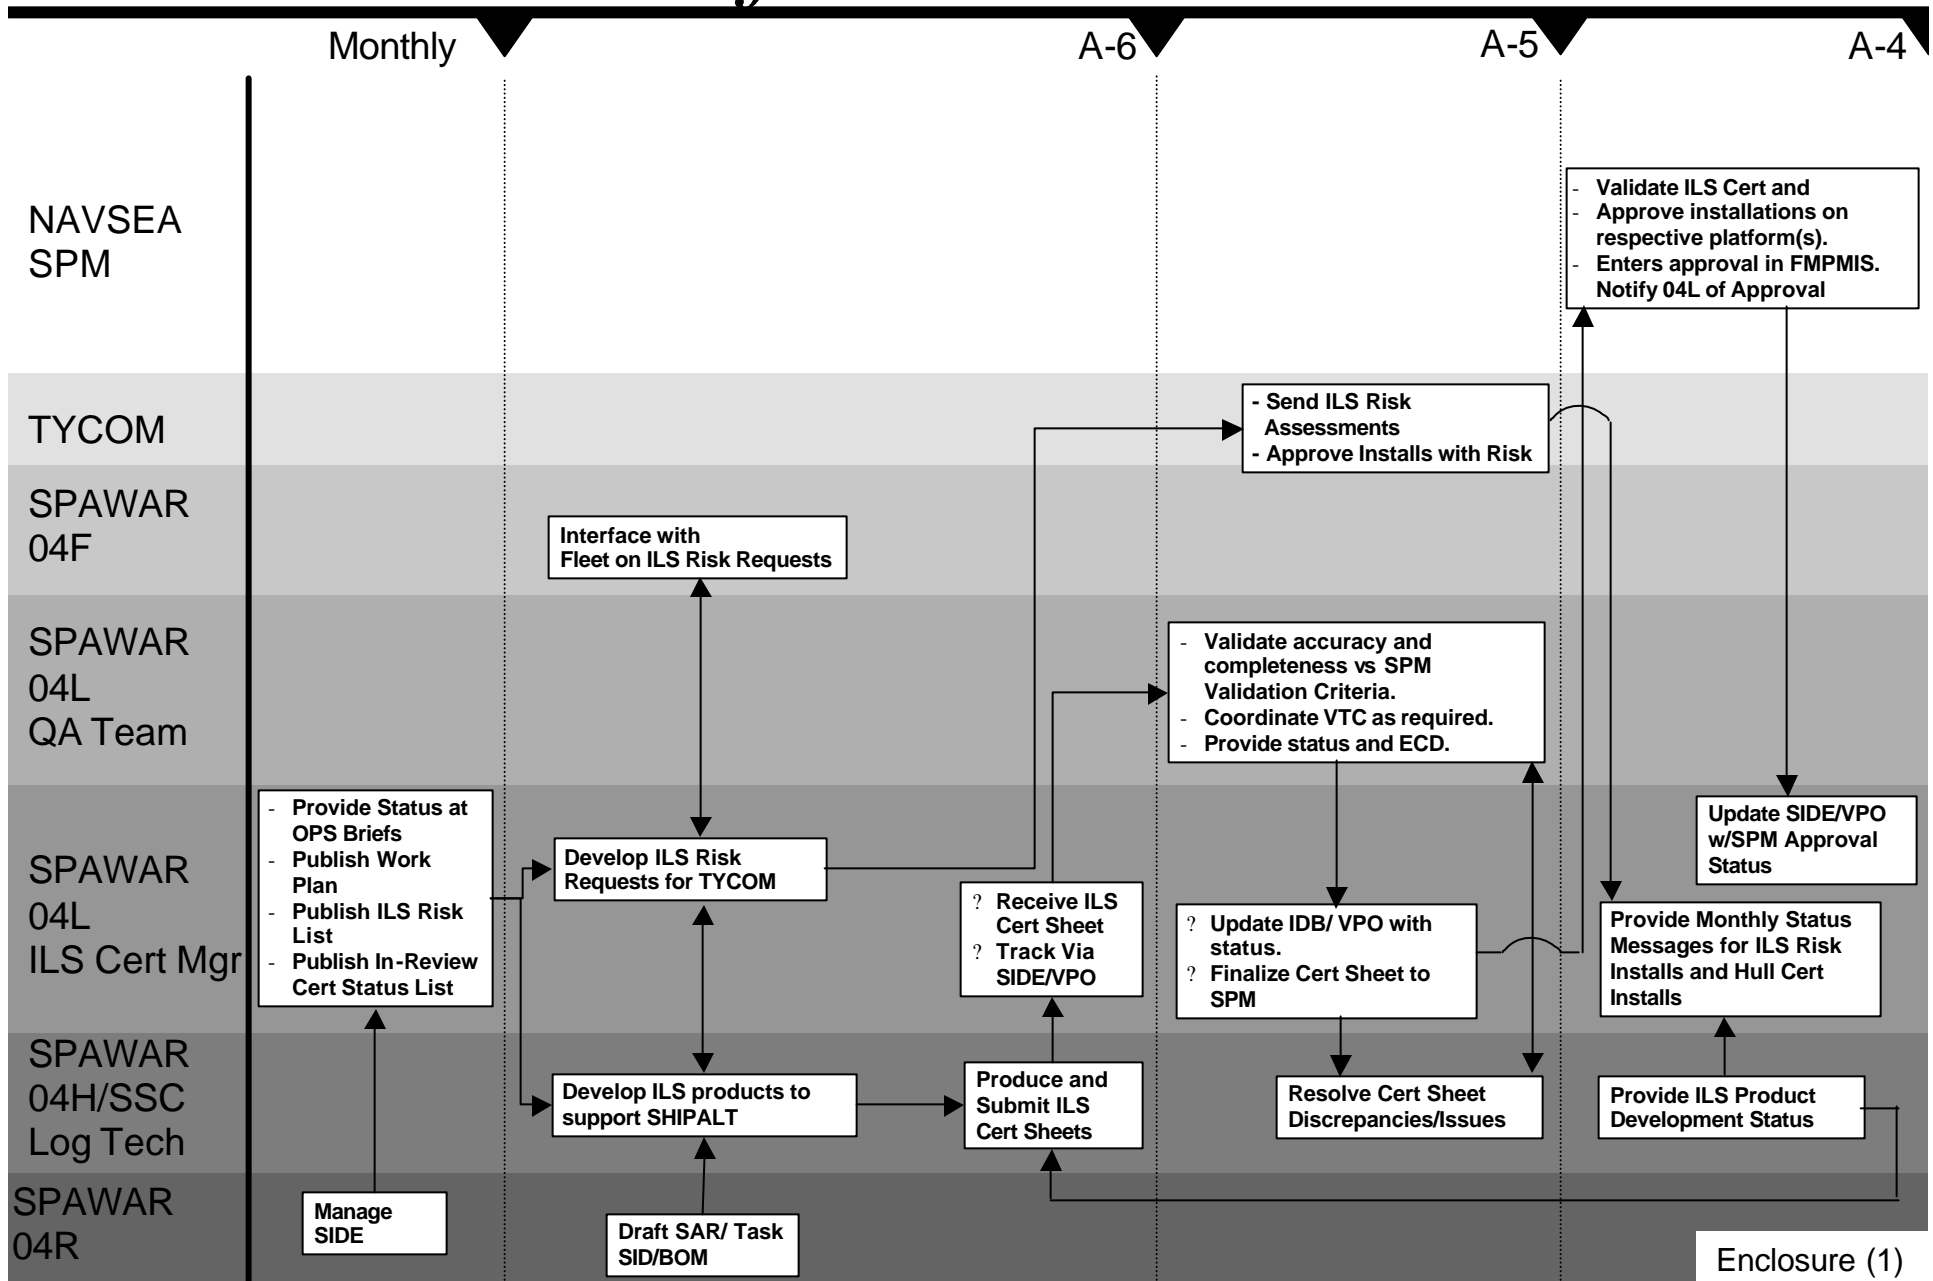 Monthly
A-6
A-5
A-4
NAVSEA
SPM
- Validate ILS Cert and
- Approve installations on
respective platform(s).
- Enters approval in FMPMIS.
Notify 04L of Approval
TYCOM
- Send ILS Risk
Assessments
- Approve Installs with Risk
SPAWAR
04F
Interface with
Fleet on ILS Risk Requests
SPAWAR
04L
QA Team
- Validate accuracy and
completeness vs SPM
Validation Criteria.
- Coordinate VTC as required.
- Provide status and ECD.
SPAWAR
04L
ILS Cert Mgr
- Provide Status at
OPS Briefs
- Publish Work
Plan
- Publish ILS Risk
List
- Publish In-Review
Cert Status List
Develop ILS Risk
Requests for TYCOM
? Receive ILS
Cert Sheet
? Track Via
SIDE/VPO
? Update IDB/ VPO with
status.
? Finalize Cert Sheet to
SPM
Update SIDE/VPO
w/SPM Approval
Status
Provide Monthly Status
Messages for ILS Risk
Installs and Hull Cert
Installs
SPAWAR
04H/SSC
Log Tech
Develop ILS products to
support SHIPALT
Produce and
Submit ILS
Cert Sheets
Resolve Cert Sheet
Discrepancies/Issues
Provide ILS Product
Development Status
SPAWAR
04R
Manage
SIDE
Draft SAR/ Task
SID/BOM
Enclosure (1)